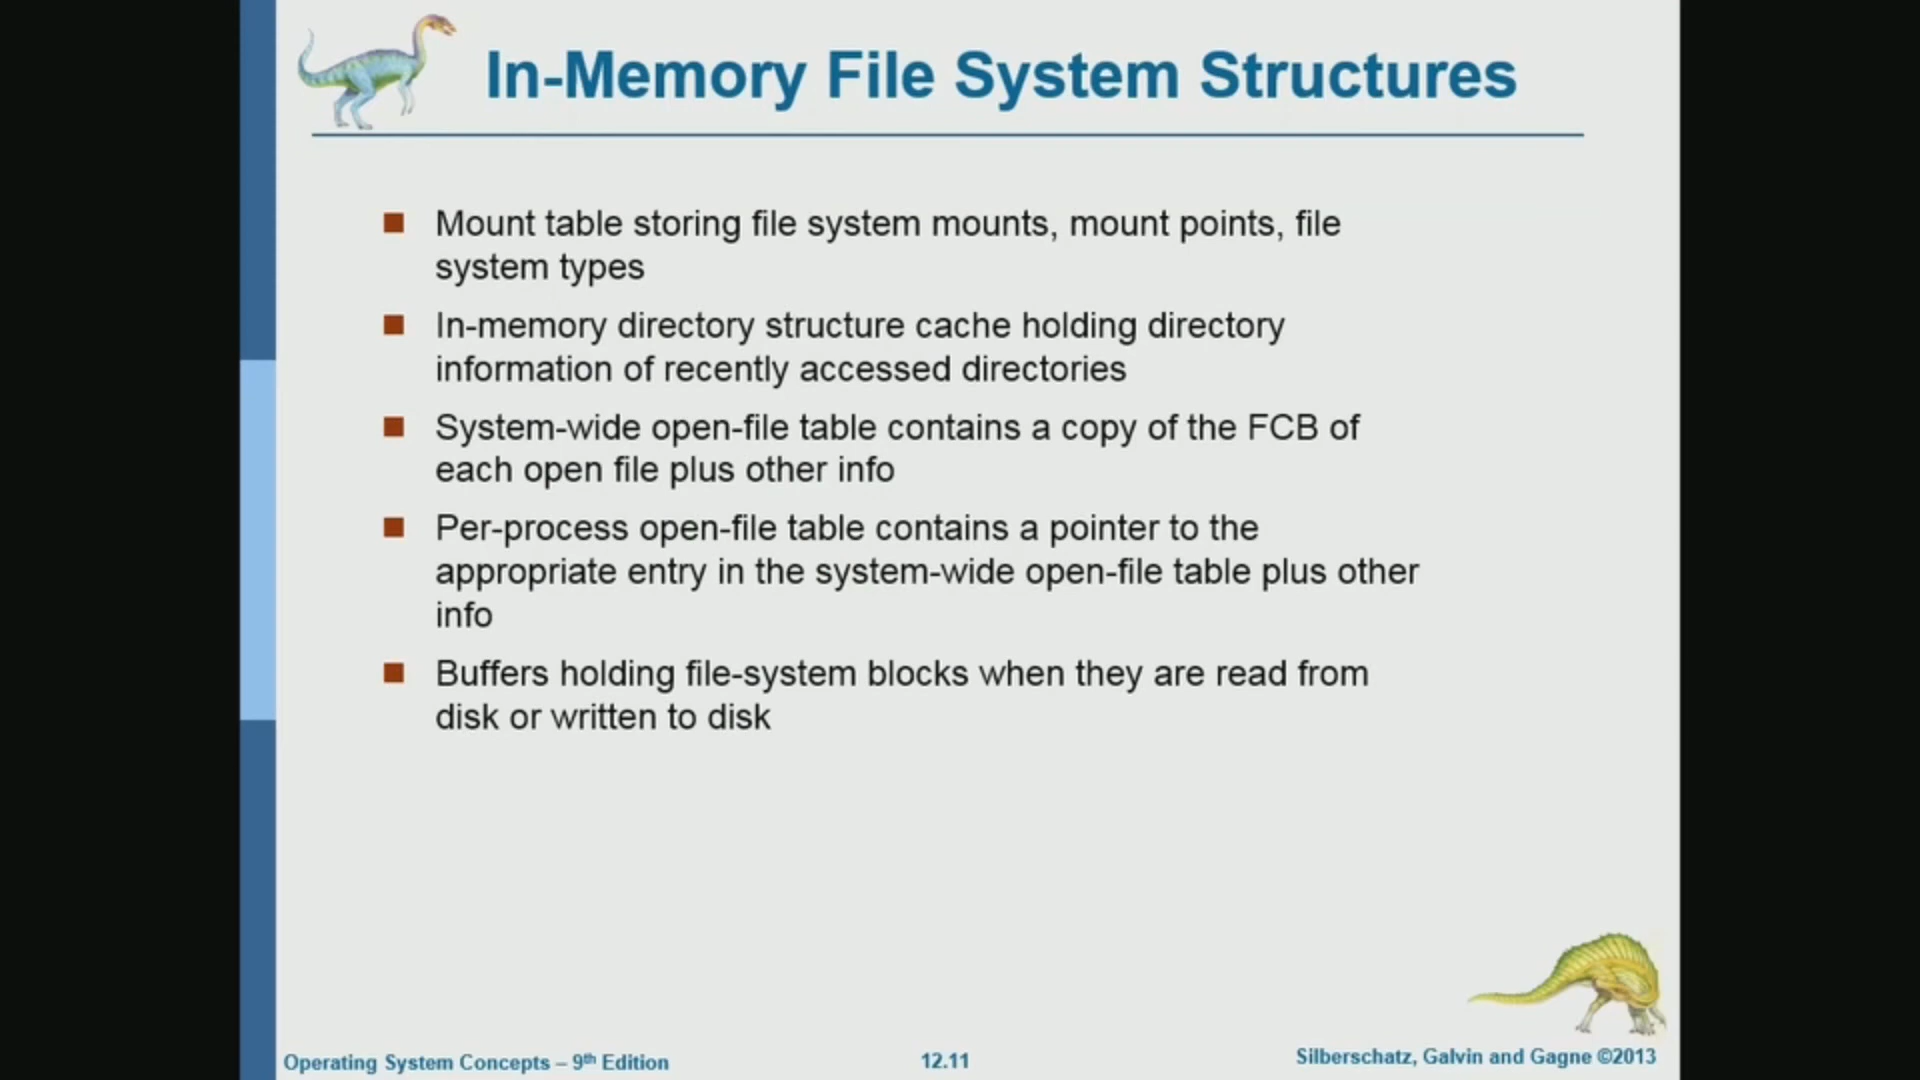 In-Memory File System Structures
Mount table storing file system mounts, mount points, file
system types
In-memory directory structure cache holding directory
information of recently accessed directories
System-wide open-file table contains a copy of the FCB of
each open file plus other info
Per-process open-file table contains a pointer to the
appropriate entry in the system-wide open-file table plus other
info
Buffers holding file-system blocks when they are read from
disk or written to disk
Operating System Concepts – 9th Edition
12.11
Silberschatz, Galvin and Gagne ©2013